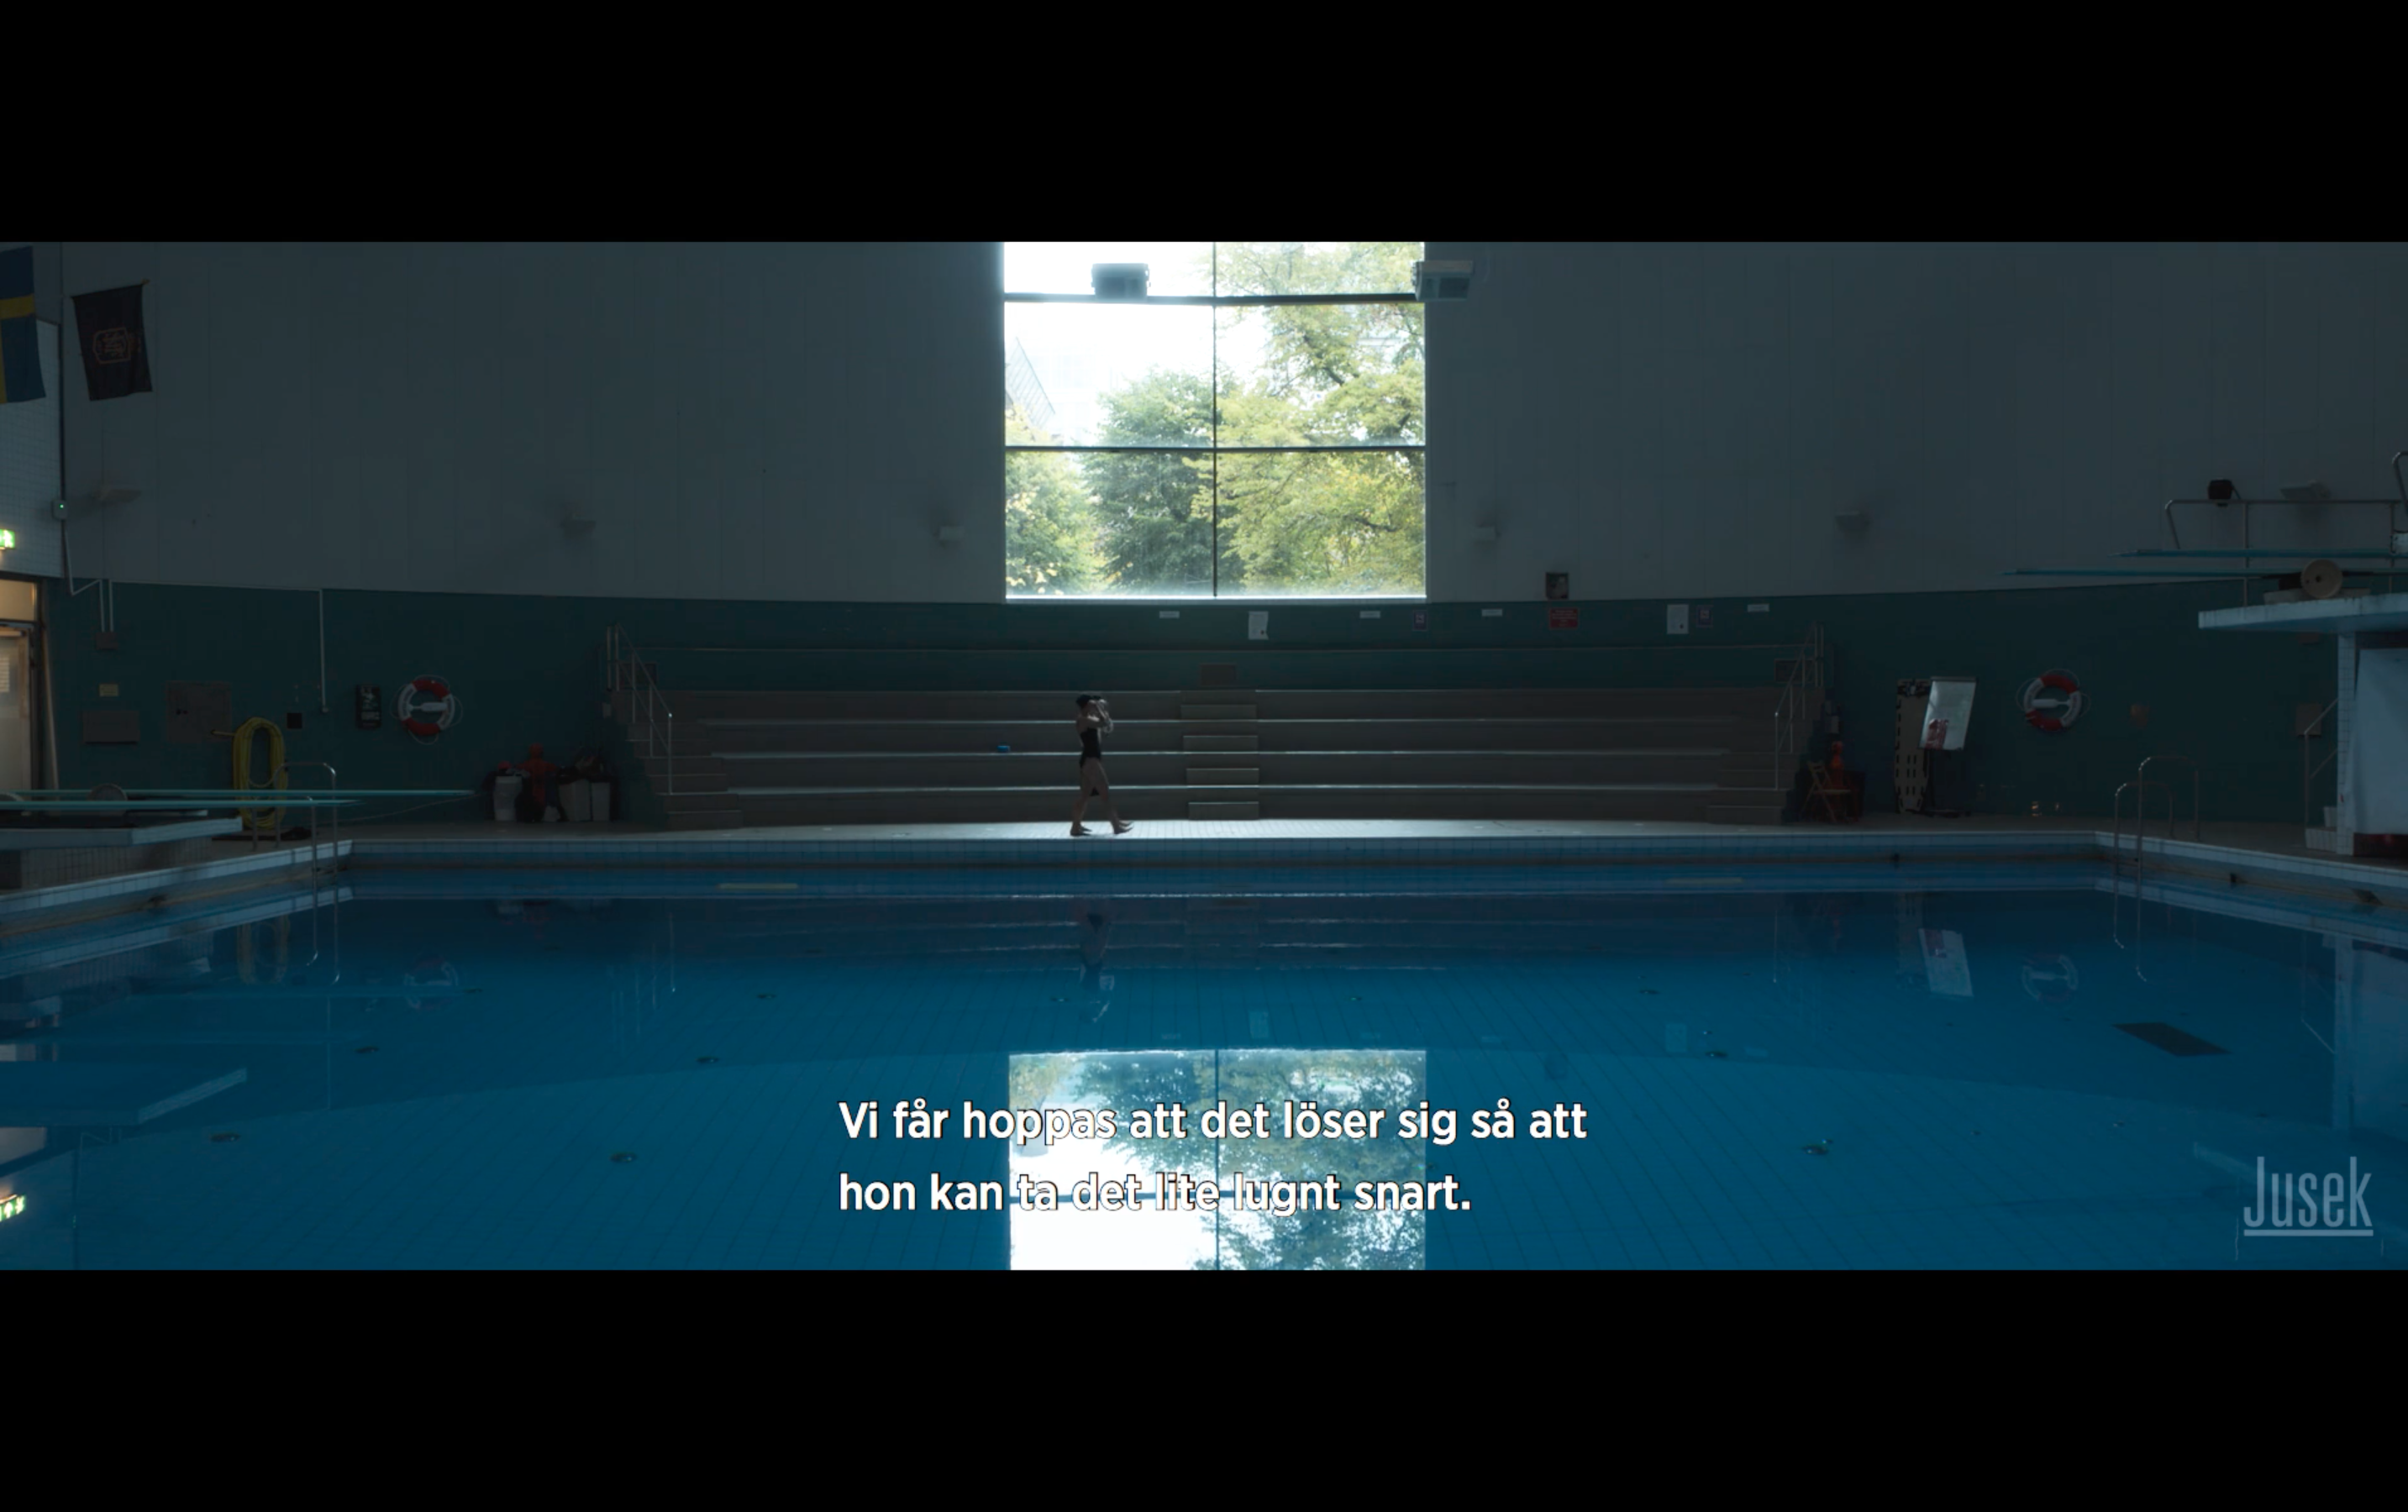 Vi får hoppas att det löser sig så att
hon kan ta det lite lugnt snart.
Jusek